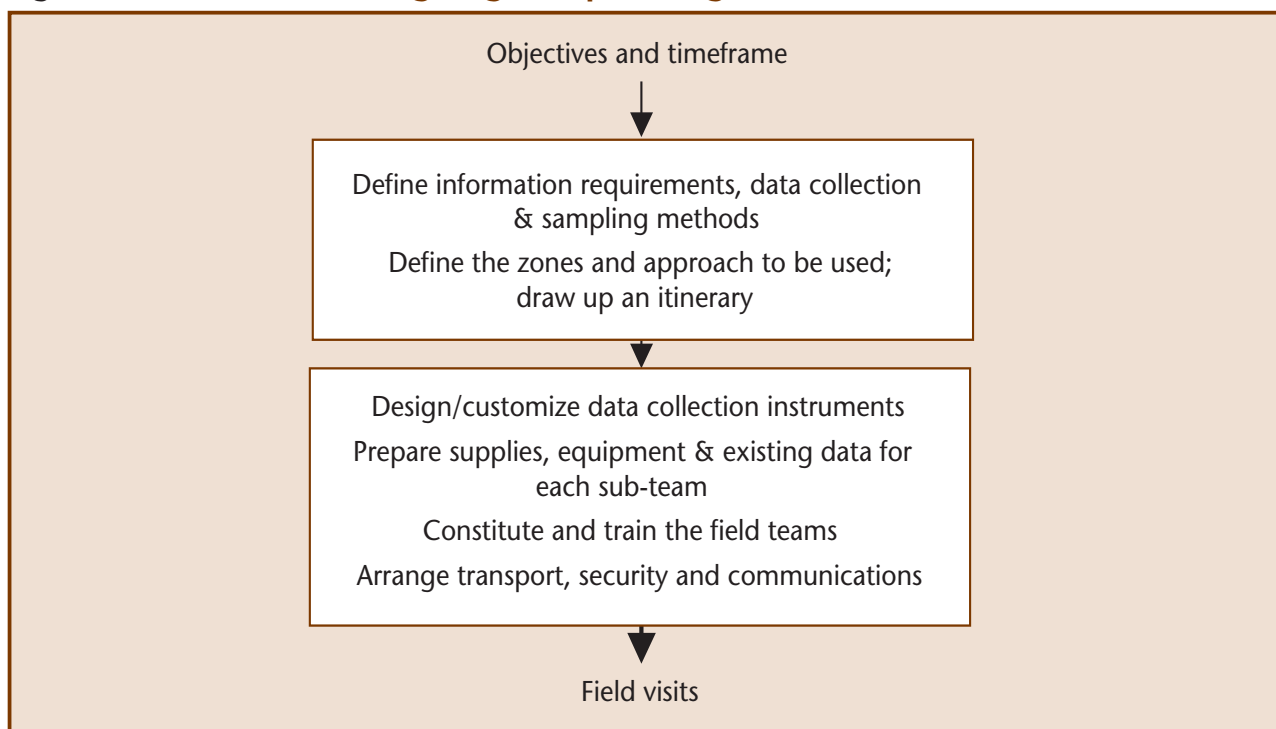 Objectives and timeframe
Define information requirements, data collection
& sampling methods
Define the zones and approach to be used;
draw up an itinerary
Design/customize data collection instruments
Prepare supplies, equipment & existing data for
each sub-team
Constitute and train the field teams
Arrange transport, security and communications
Field visits